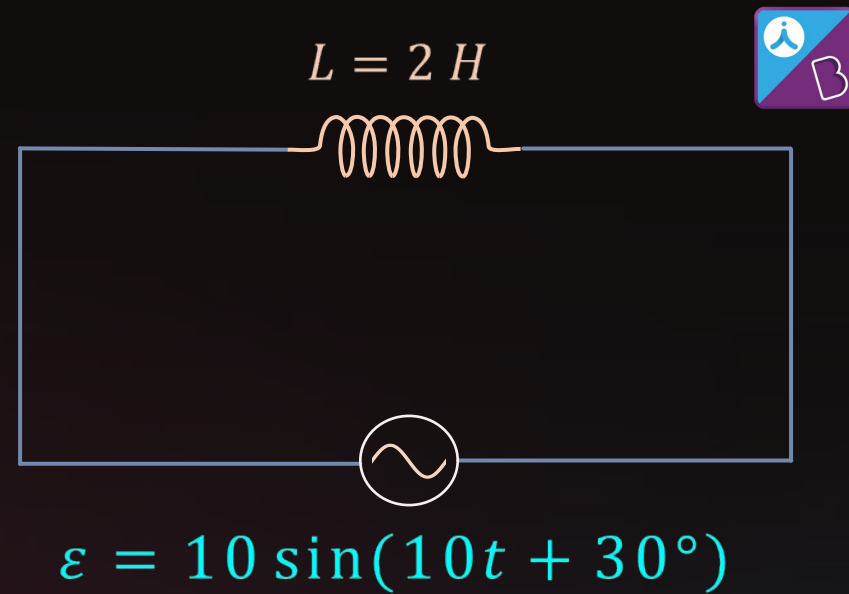 L = 2 H
B
ε = 10 sin(10t + 30°)